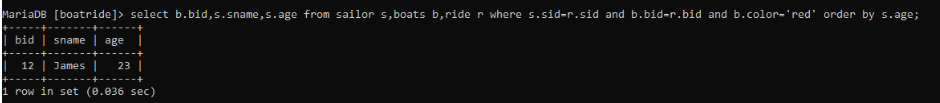 MariaDB [boatride]> select b.bid,s.sname,s.age from sailor s,boats b,ride r where s.sid=r.sid and b.bid=r.bid and b.color='red' order by s.age;
+-----+-------+------+
| bid | sname | age  |
+-----+-------+------+
|  12 | James |   23 |
+-----+-------+------+
1 row in set (0.036 sec)